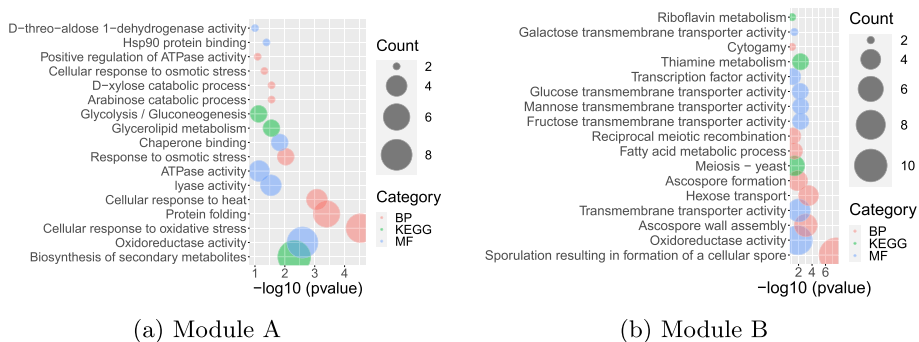 D−threo−aldose 1−dehydrogenase activity
Hsp90 protein binding
Positive regulation of ATPase activity
Cellular response to osmotic stress
D−xylose catabolic process
Arabinose catabolic process
Glycolysis / Gluconeogenesis
Glycerolipid metabolism
Chaperone binding
Response to osmotic stress
ATPase activity
lyase activity
Cellular response to heat
Protein folding
Cellular response to oxidative stress
Oxidoreductase activity
Biosynthesis of secondary metabolites
1 2 3 4
−log10 (pvalue)
Count
2
4
6
8
Category
BP
KEGG
MF
(a) Module A
Riboflavin metabolism
Galactose transmembrane transporter activity
Cytogamy
Thiamine metabolism
Transcription factor activity
Glucose transmembrane transporter activity
Mannose transmembrane transporter activity
Fructose transmembrane transporter activity
Reciprocal meiotic recombination
Fatty acid metabolic process
Meiosis − yeast
Ascospore formation
Hexose transport
Transmembrane transporter activity
Ascospore wall assembly
Oxidoreductase activity
Sporulation resulting in formation of a cellular spore
2 4 6
−log10 (pvalue)
Count
2
4
6
8
10
Category
BP
KEGG
MF
(b) Module B